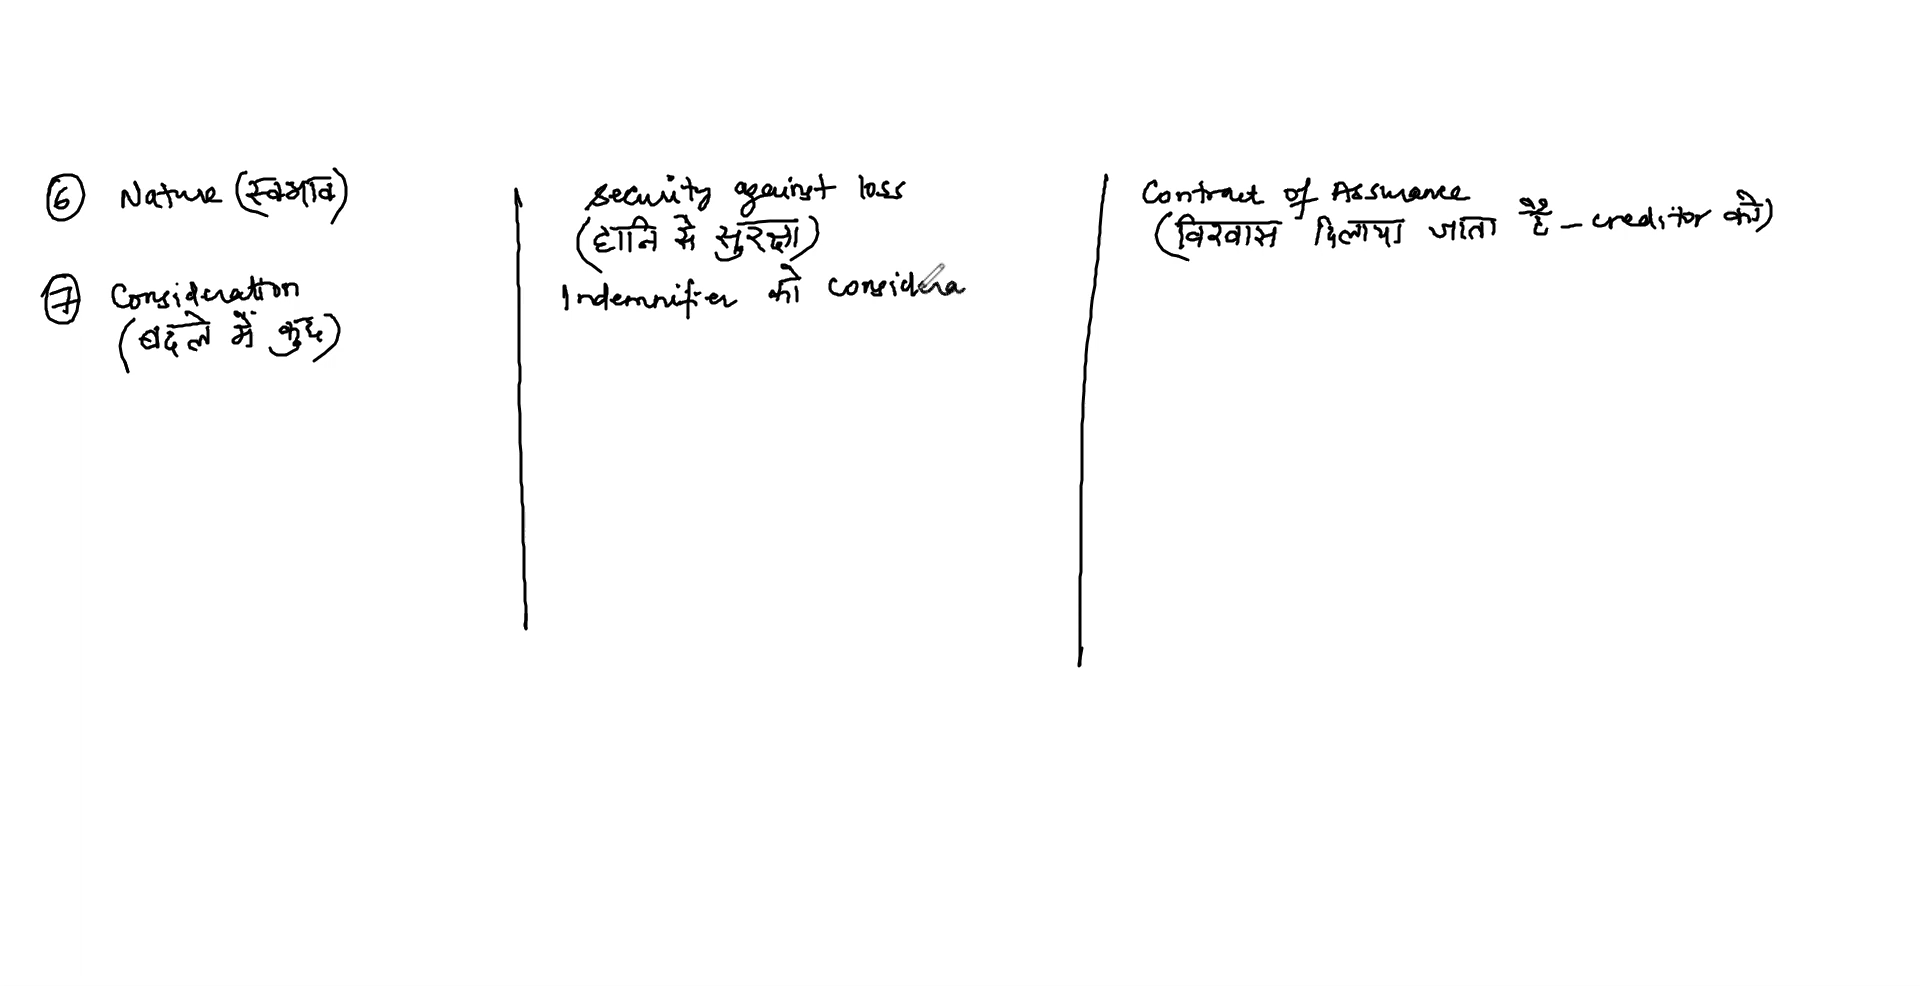 ⑥ Nature (स्वभाव)
security against loss
(हानि से सुरक्षा)
Contract of Assurance
(विश्वास दिलाया जाता है - creditor को)
⑦ Consideration
(बदले में कुछ)
Indemnifier को considera